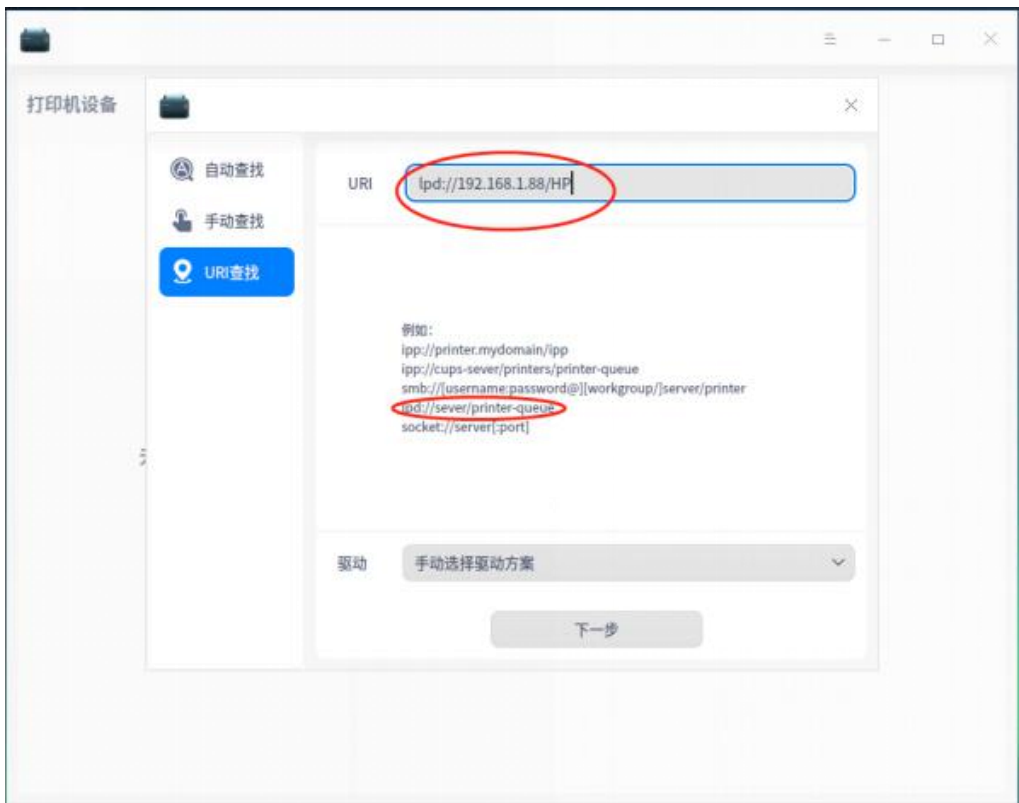 打印机设备
自动查找
手动查找
URI查找
URI
lpd://192.168.1.88/HP
例如：
ipp://printer.mydomain/ipp
ipp://cups-sever/printers/printer-queue
smb://[username:password@][workgroup/]server/printer
lpd://sever/printer-queue
socket://server[:port]
驱动
手动选择驱动方案
下一步